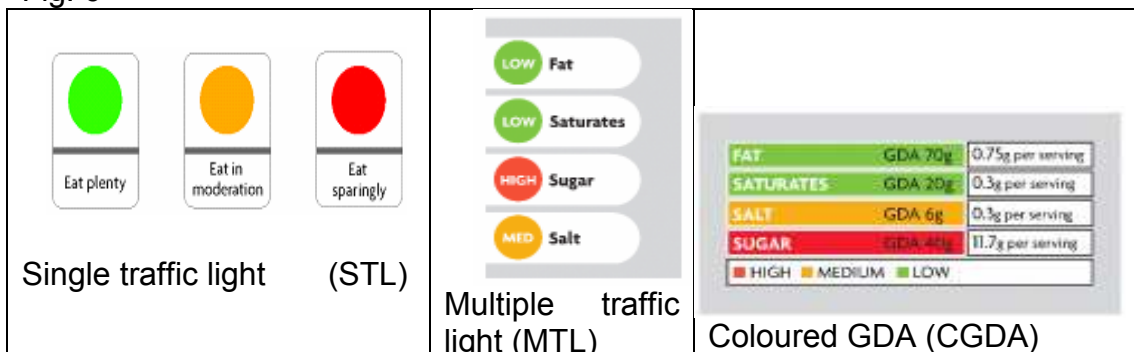 Eat plenty
Eat in
moderation
Eat
sparingly
Single traffic light (STL)
LOW Fat
LOW Saturates
HIGH Sugar
MED Salt
Multiple traffic
light (MTL)
FAT GDA 70g 0.75g per serving
SATURATES GDA 20g 0.3g per serving
SALT GDA 6g 0.3g per serving
SUGAR GDA 40g 11.7g per serving
HIGH MEDIUM LOW
Coloured GDA (CGDA)